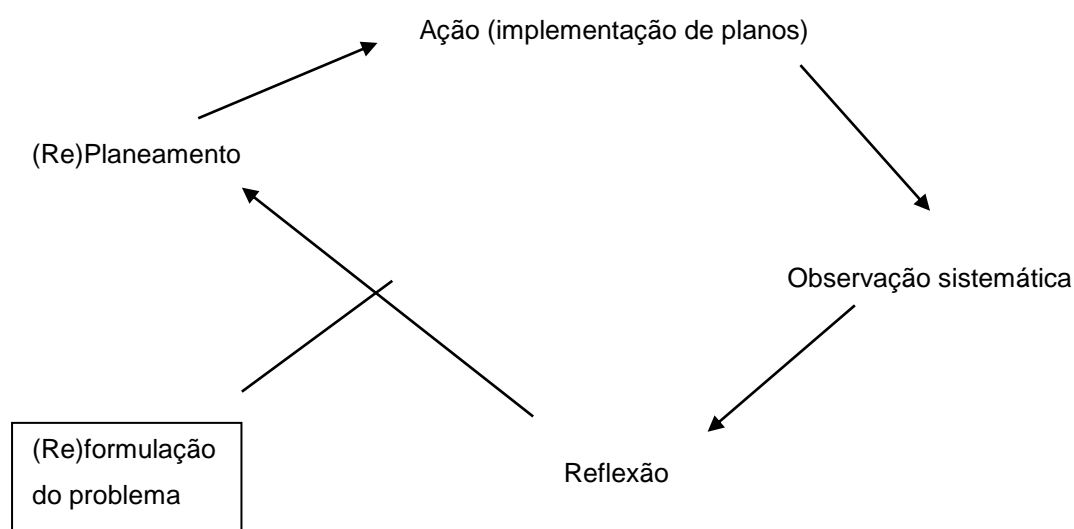 Ação (implementação de planos)
(Re)Planeamento
Observação sistemática
(Re)formulação
do problema
Reflexão